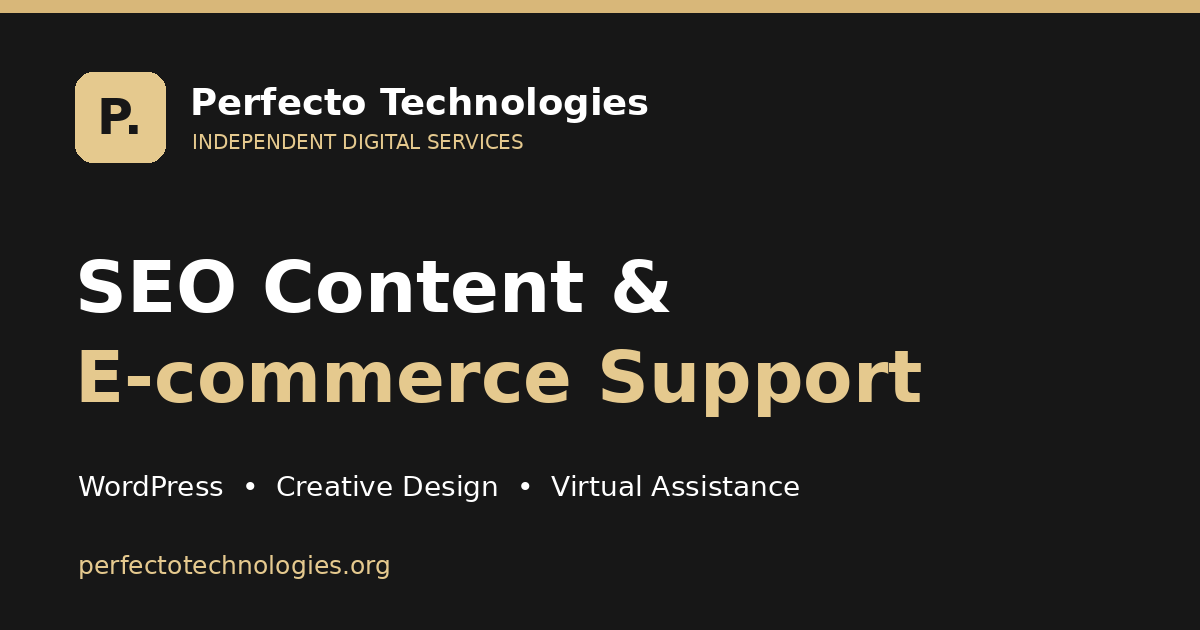 P.
Perfecto Technologies
INDEPENDENT DIGITAL SERVICES
SEO Content &
E-commerce Support
WordPress • Creative Design • Virtual Assistance
perfectotechnologies.org